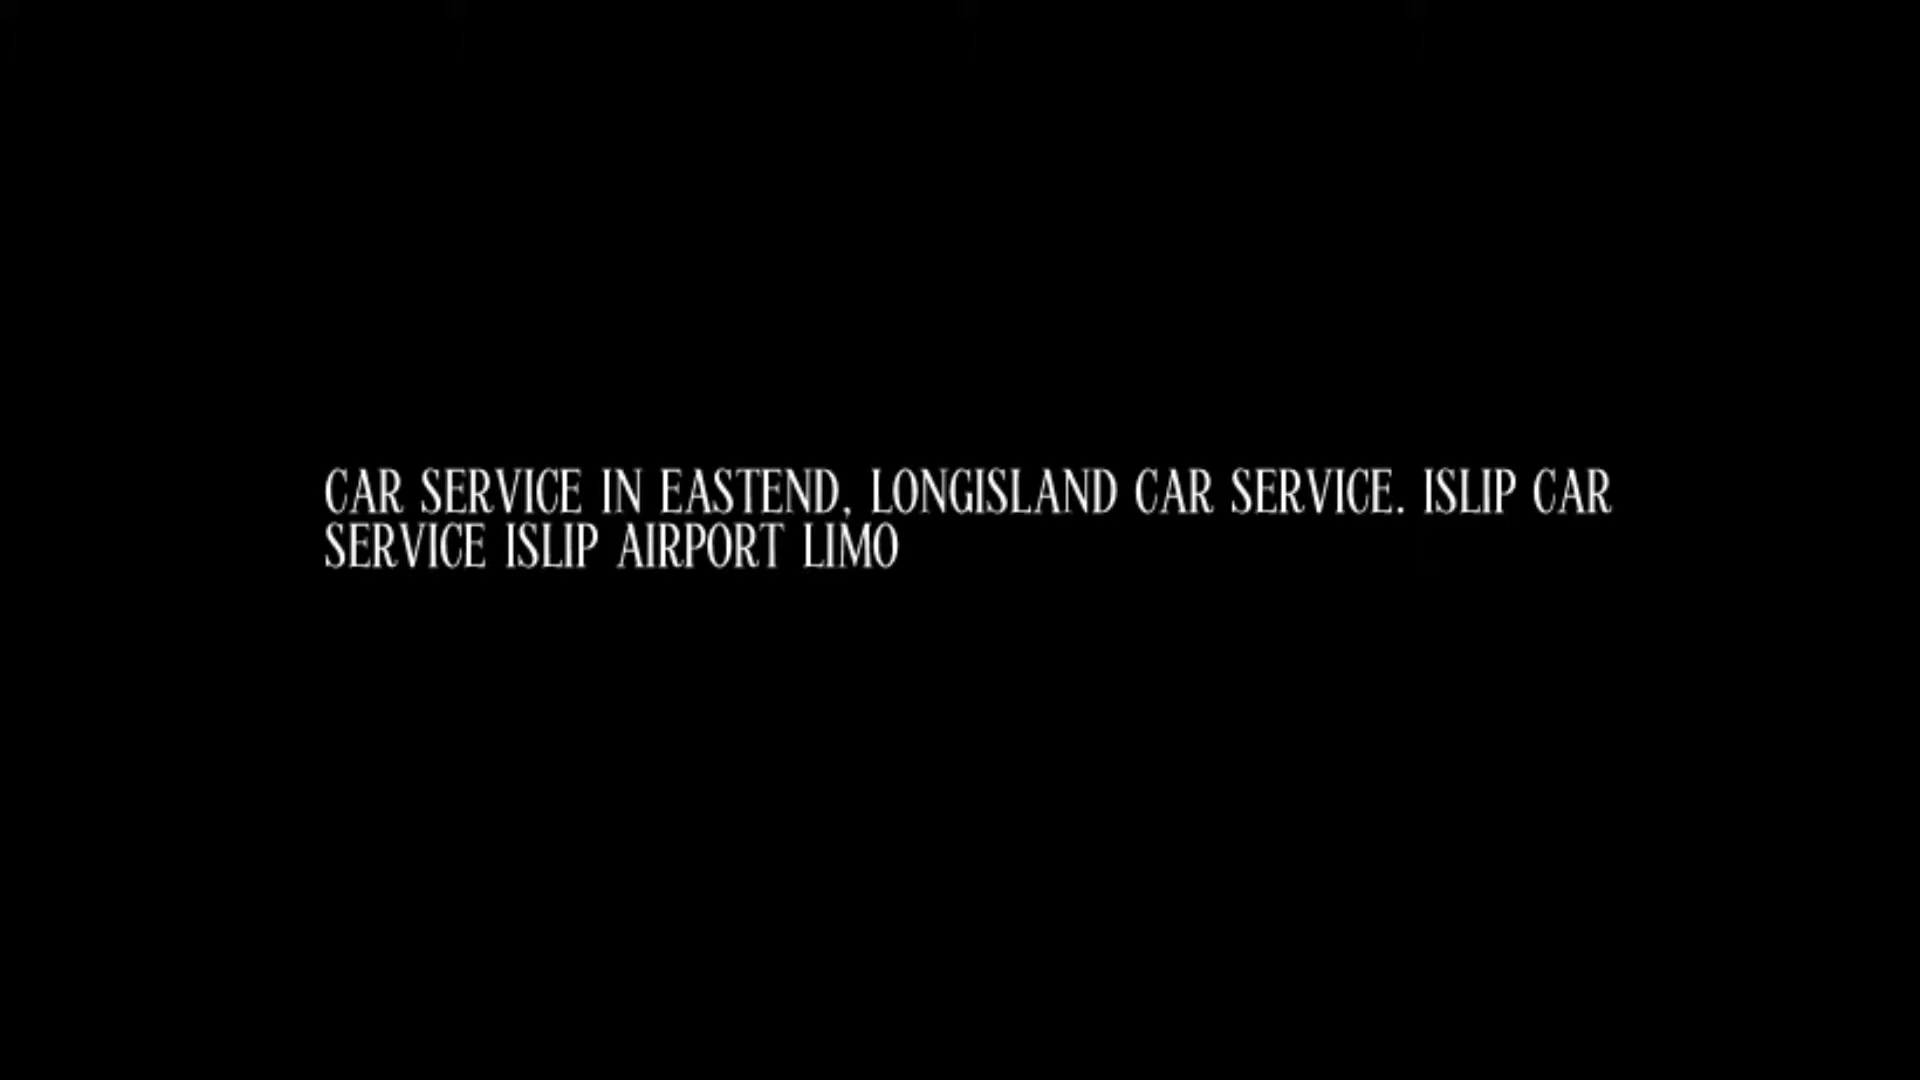 CAR SERVICE IN EASTEND, LONGISLAND CAR SERVICE. ISLIP CAR
SERVICE ISLIP AIRPORT LIMO